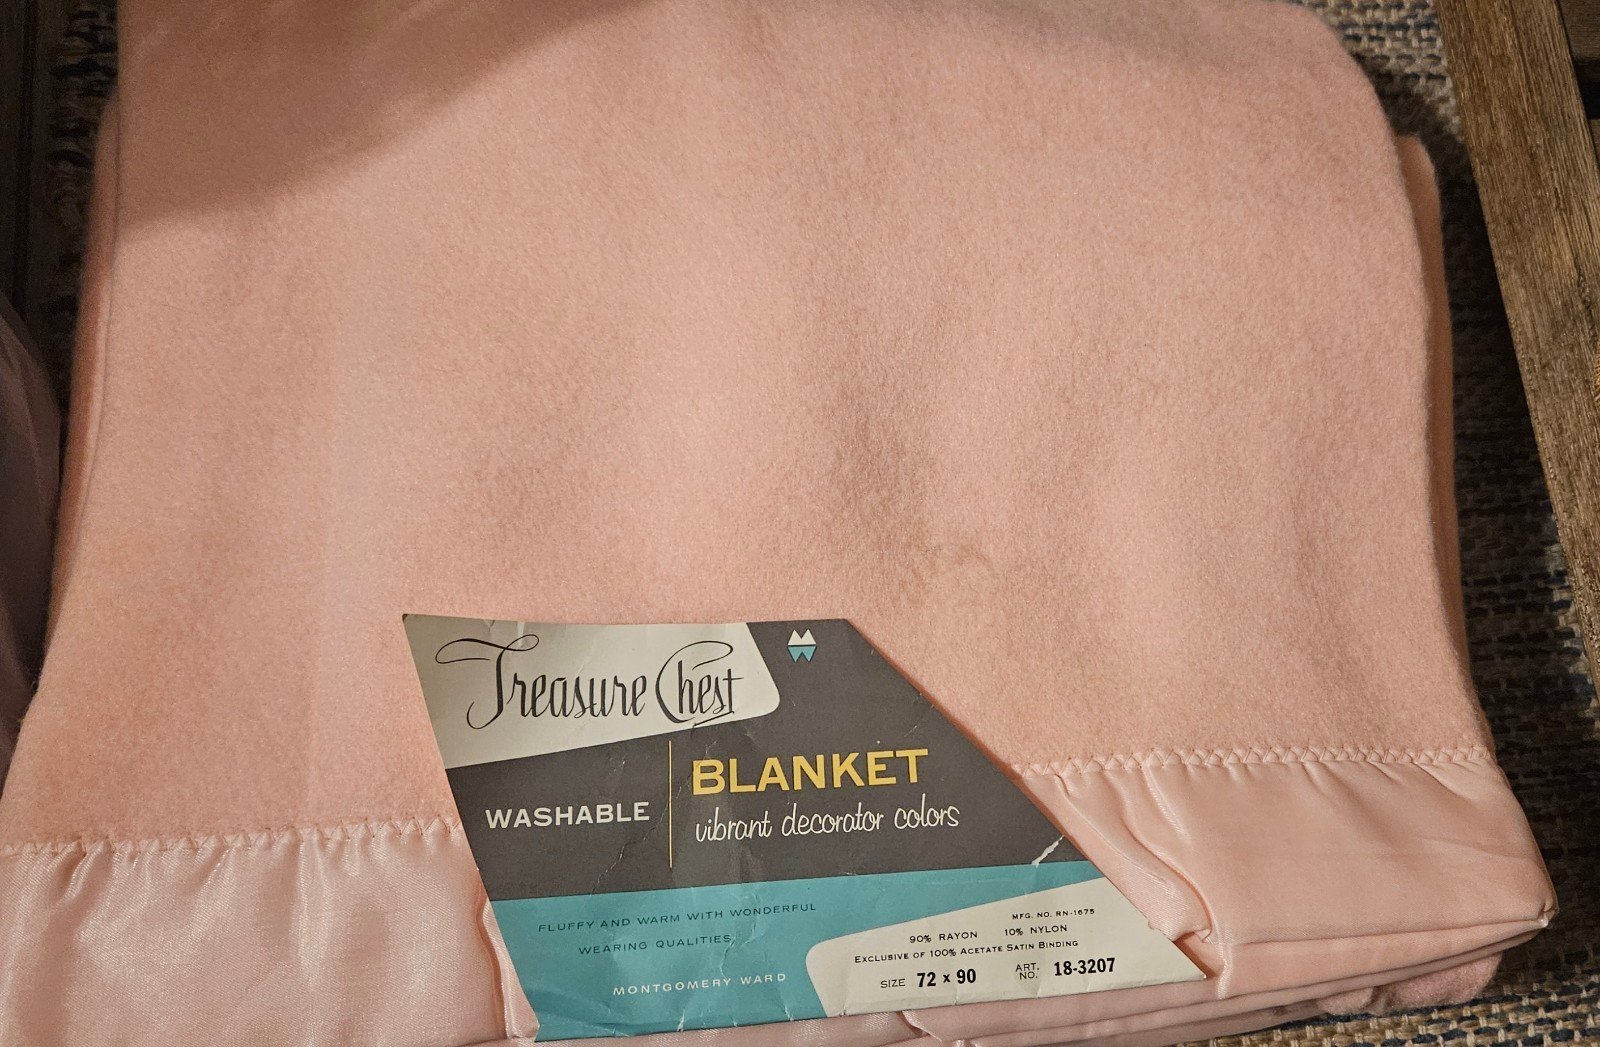 Treasure Chest
MW
WASHABLE
BLANKET
vibrant decorator colors
FLUFFY AND WARM WITH WONDERFUL
WEARING QUALITIES
MONTGOMERY WARD
MFG. NO. RN-1675
90% RAYON 10% NYLON
EXCLUSIVE OF 100% ACETATE SATIN BINDING
SIZE 72 x 90 ART. NO. 18-3207